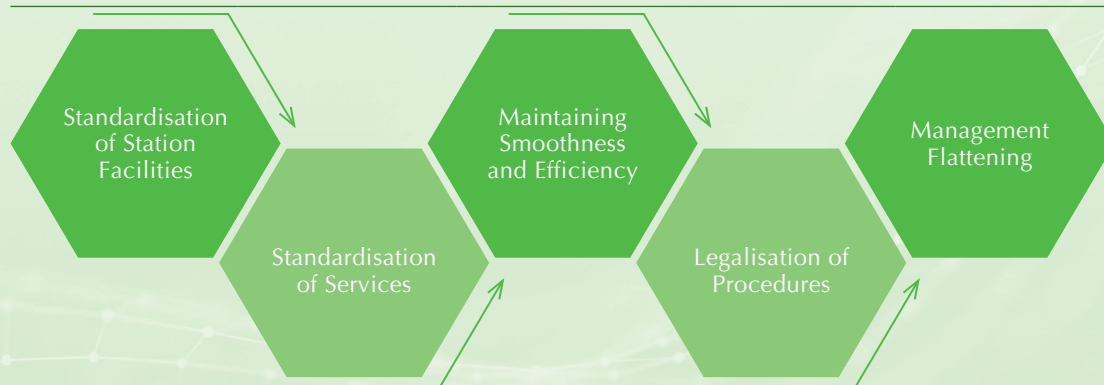 Standardisation
of Station
Facilities
Standardisation
of Services
Maintaining
Smoothness
and Efficiency
Legalisation of
Procedures
Management
Flattening